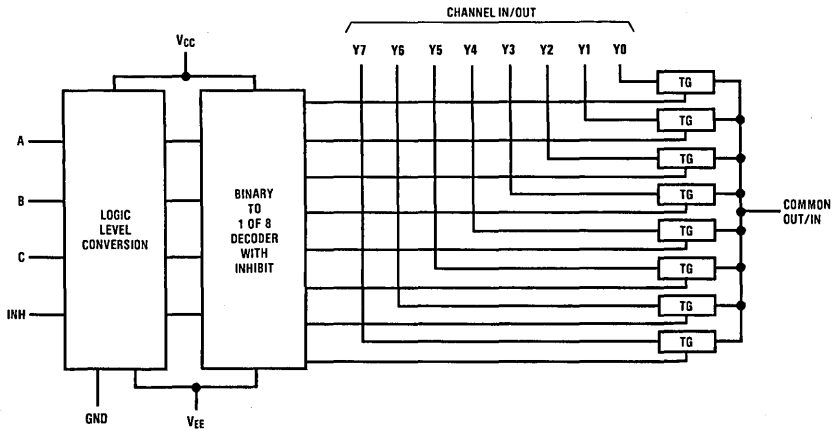 CHANNEL IN/OUT
VCC
Y7 Y6 Y5 Y4 Y3 Y2 Y1 Y0
TG
TG
TG
TG
TG
TG
TG
TG
A
B
C
INH
LOGIC
LEVEL
CONVERSION
BINARY
TO
1 OF 8
DECODER
WITH
INHIBIT
COMMON
OUT/IN
GND
VEE